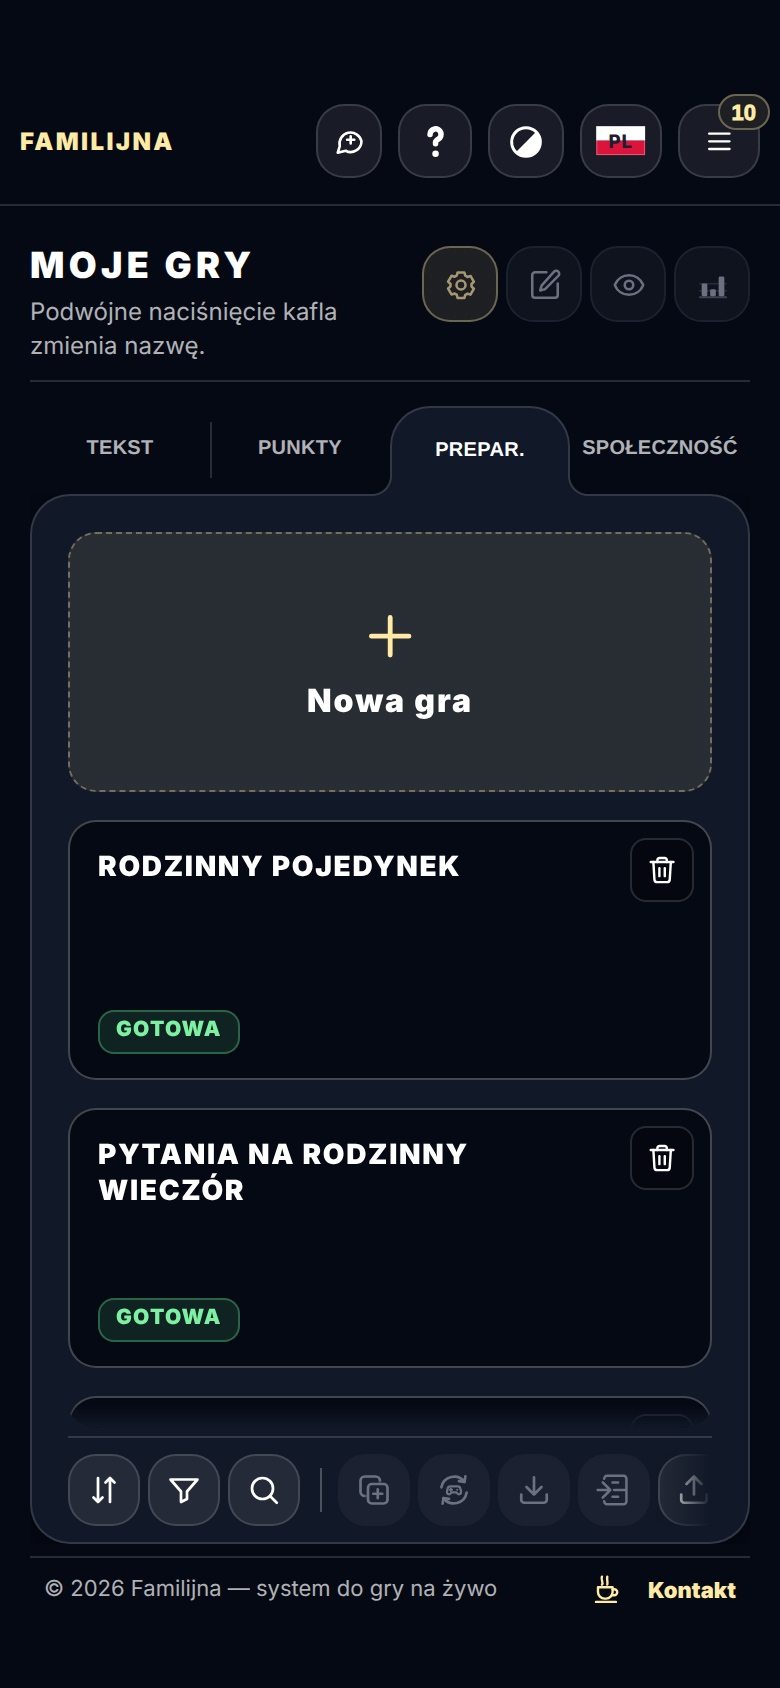 FAMILIJNA
?
PL
10
MOJE GRY
Podwójne naciśnięcie kafla
zmienia nazwę.
TEKST
PUNKTY
PREPAR.
SPOŁECZNOŚĆ
Nowa gra
RODZINNY POJEDYNEK
GOTOWA
PYTANIA NA RODZINNY
WIECZÓR
GOTOWA
© 2026 Familijna — system do gry na żywo
Kontakt